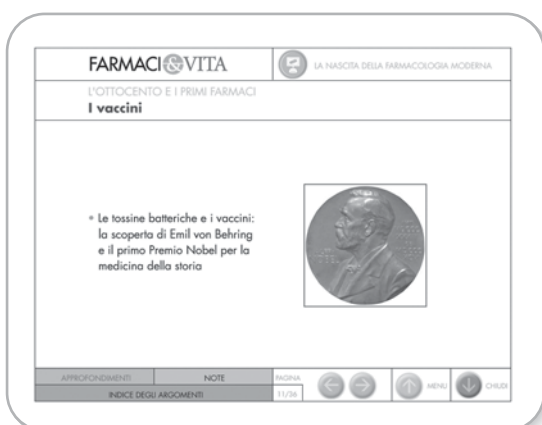 FARMACI&VITA
LA NASCITA DELLA FARMACOLOGIA MODERNA
L'OTTOCENTO E I PRIMI FARMACI
I vaccini
• Le tossine batteriche e i vaccini:
la scoperta di Emil von Behring
e il primo Premio Nobel per la
medicina della storia
APPROFONDIMENTI
NOTE
PAGINA
INDICE DEGLI ARGOMENTI
11/36
MENU
CHIUDI